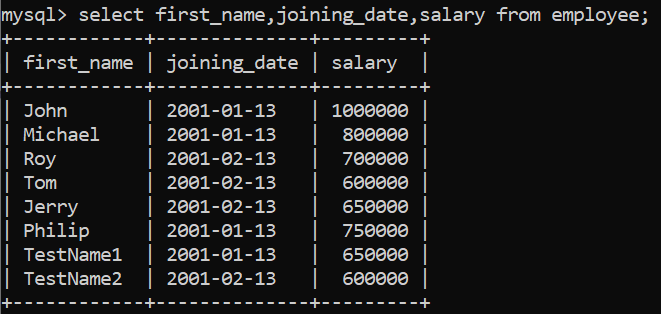 mysql> select first_name,joining_date,salary from employee;
+------------+--------------+---------+
| first_name | joining_date | salary  |
+------------+--------------+---------+
| John       | 2001-01-13   | 1000000 |
| Michael    | 2001-01-13   |  800000 |
| Roy        | 2001-02-13   |  700000 |
| Tom        | 2001-02-13   |  600000 |
| Jerry      | 2001-02-13   |  650000 |
| Philip     | 2001-01-13   |  750000 |
| TestName1  | 2001-01-13   |  650000 |
| TestName2  | 2001-02-13   |  600000 |
+------------+--------------+---------+